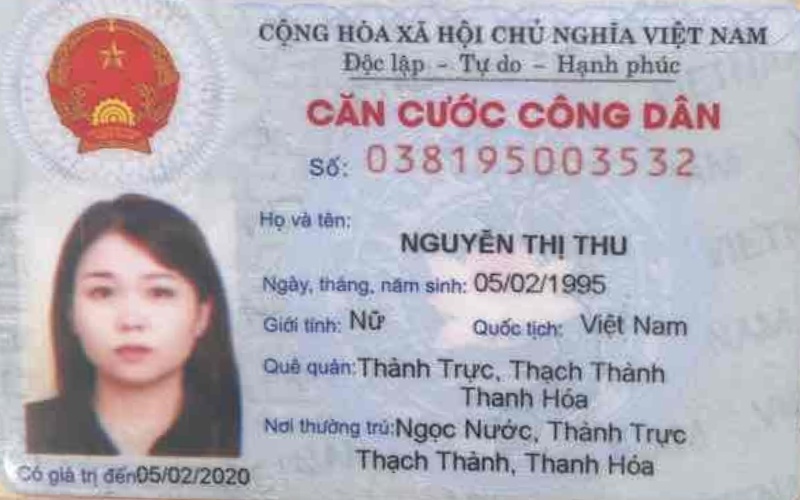 CỘNG HÒA XÃ HỘI CHỦ NGHĨA VIỆT NAM
Độc lập - Tự do - Hạnh phúc
CĂN CƯỚC CÔNG DÂN
Số: 038195003532
Họ và tên:
NGUYỄN THỊ THU
Ngày, tháng, năm sinh: 05/02/1995
Giới tính: Nữ Quốc tịch: Việt Nam
Quê quán: Thành Trực, Thạch Thành
Thanh Hóa
Nơi thường trú: Ngọc Nước, Thành Trực
Thạch Thành, Thanh Hóa
Có giá trị đến 05/02/2020